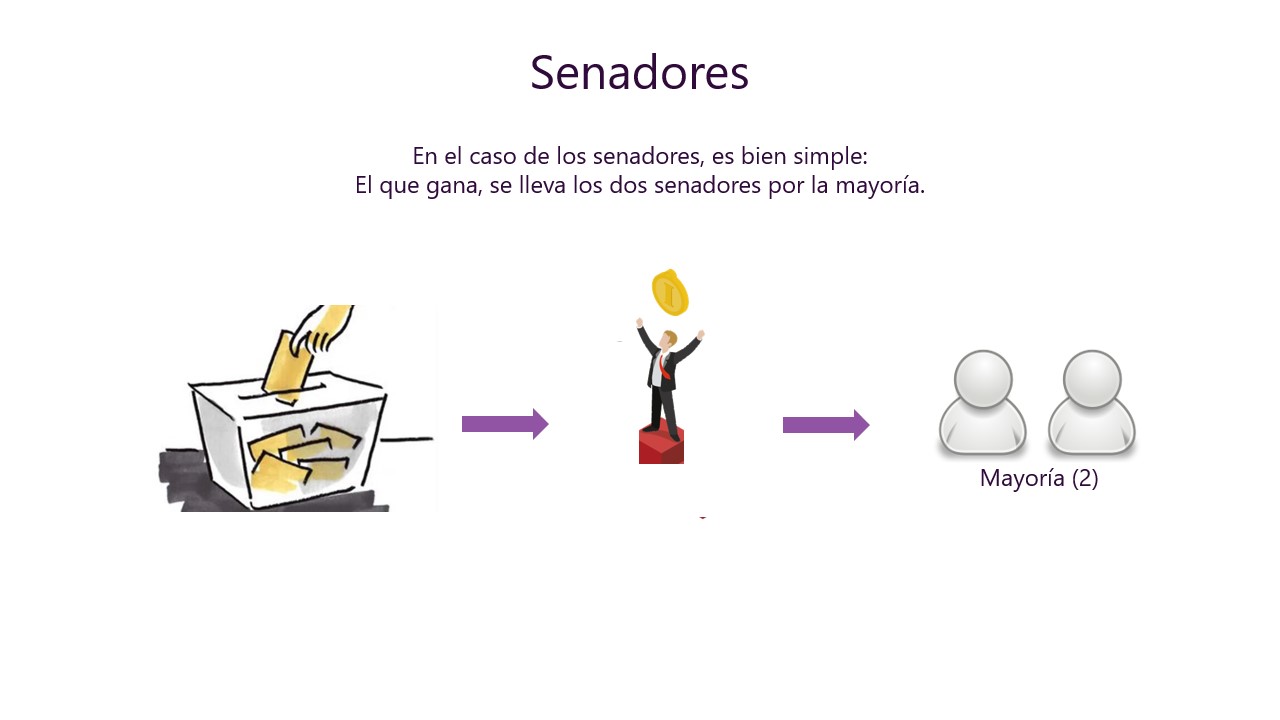 Senadores
En el caso de los senadores, es bien simple:
El que gana, se lleva los dos senadores por la mayoría.
Mayoría (2)